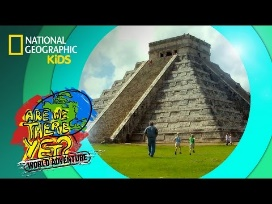 NATIONAL
GEOGRAPHIC
KiDS
ARE WE
THERE
YET?
WORLD ADVENTURE